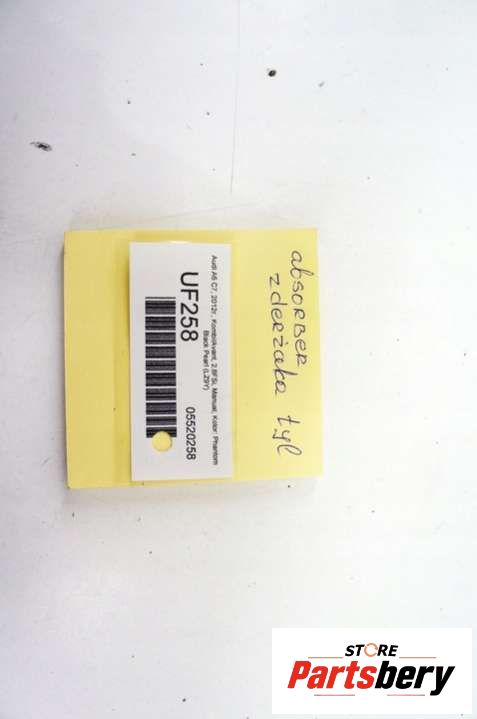 absorber
zderzaka tył
Audi A6 C7, 2012r., Kombi/Avant, 2,8FSi, Manual, Kolor: Phantom
Black Pearl (LZ9Y)
UF258
05520258
STORE
Partsbery